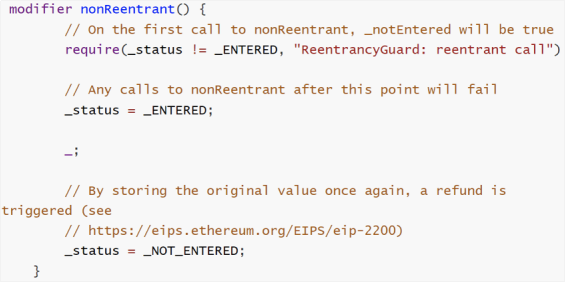 modifier nonReentrant() {
// On the first call to nonReentrant, _notEntered will be true
require(_status != _ENTERED, "ReentrancyGuard: reentrant call")
// Any calls to nonReentrant after this point will fail
_status = _ENTERED;
_;
// By storing the original value once again, a refund is
triggered (see
// https://eips.ethereum.org/EIPS/eip-2200)
_status = _NOT_ENTERED;
}